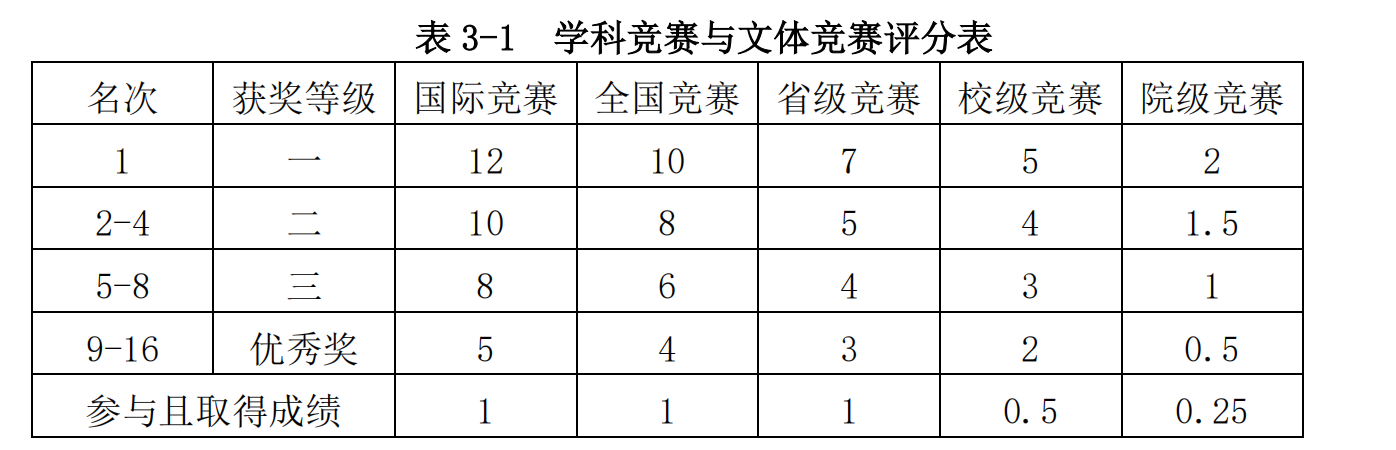 表 3-1 学科竞赛与文体竞赛评分表
名次 获奖等级 国际竞赛 全国竞赛 省级竞赛 校级竞赛 院级竞赛
1 一 12 10 7 5 2
2-4 二 10 8 5 4 1.5
5-8 三 8 6 4 3 1
9-16 优秀奖 5 4 3 2 0.5
参与且取得成绩 1 1 1 0.5 0.25